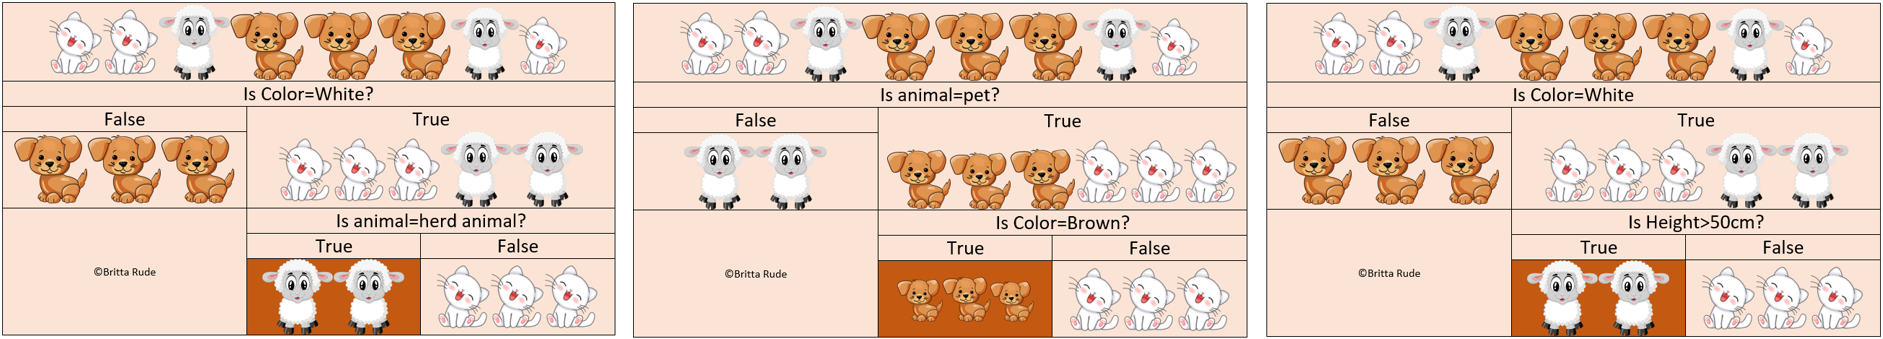 Is Color=White?
False
True
Is animal=herd animal?
True
False
©Britta Rude
Is animal=pet?
False
True
Is Color=Brown?
True
False
©Britta Rude
Is Color=White
False
True
Is Height>50cm?
True
False
©Britta Rude